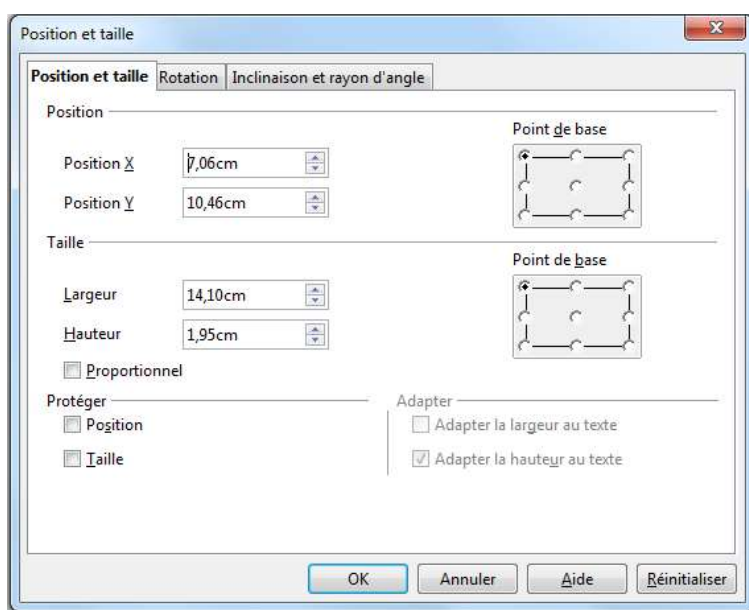 Position et taille
Position et taille Rotation Inclinaison et rayon d'angle
Position
Point de base
Position X 7,06cm
Position Y 10,46cm
Taille
Point de base
Largeur 14,10cm
Hauteur 1,95cm
Proportionnel
Protéger Adapter
Position Adapter la largeur au texte
Taille Adapter la hauteur au texte
OK Annuler Aide Réinitialiser